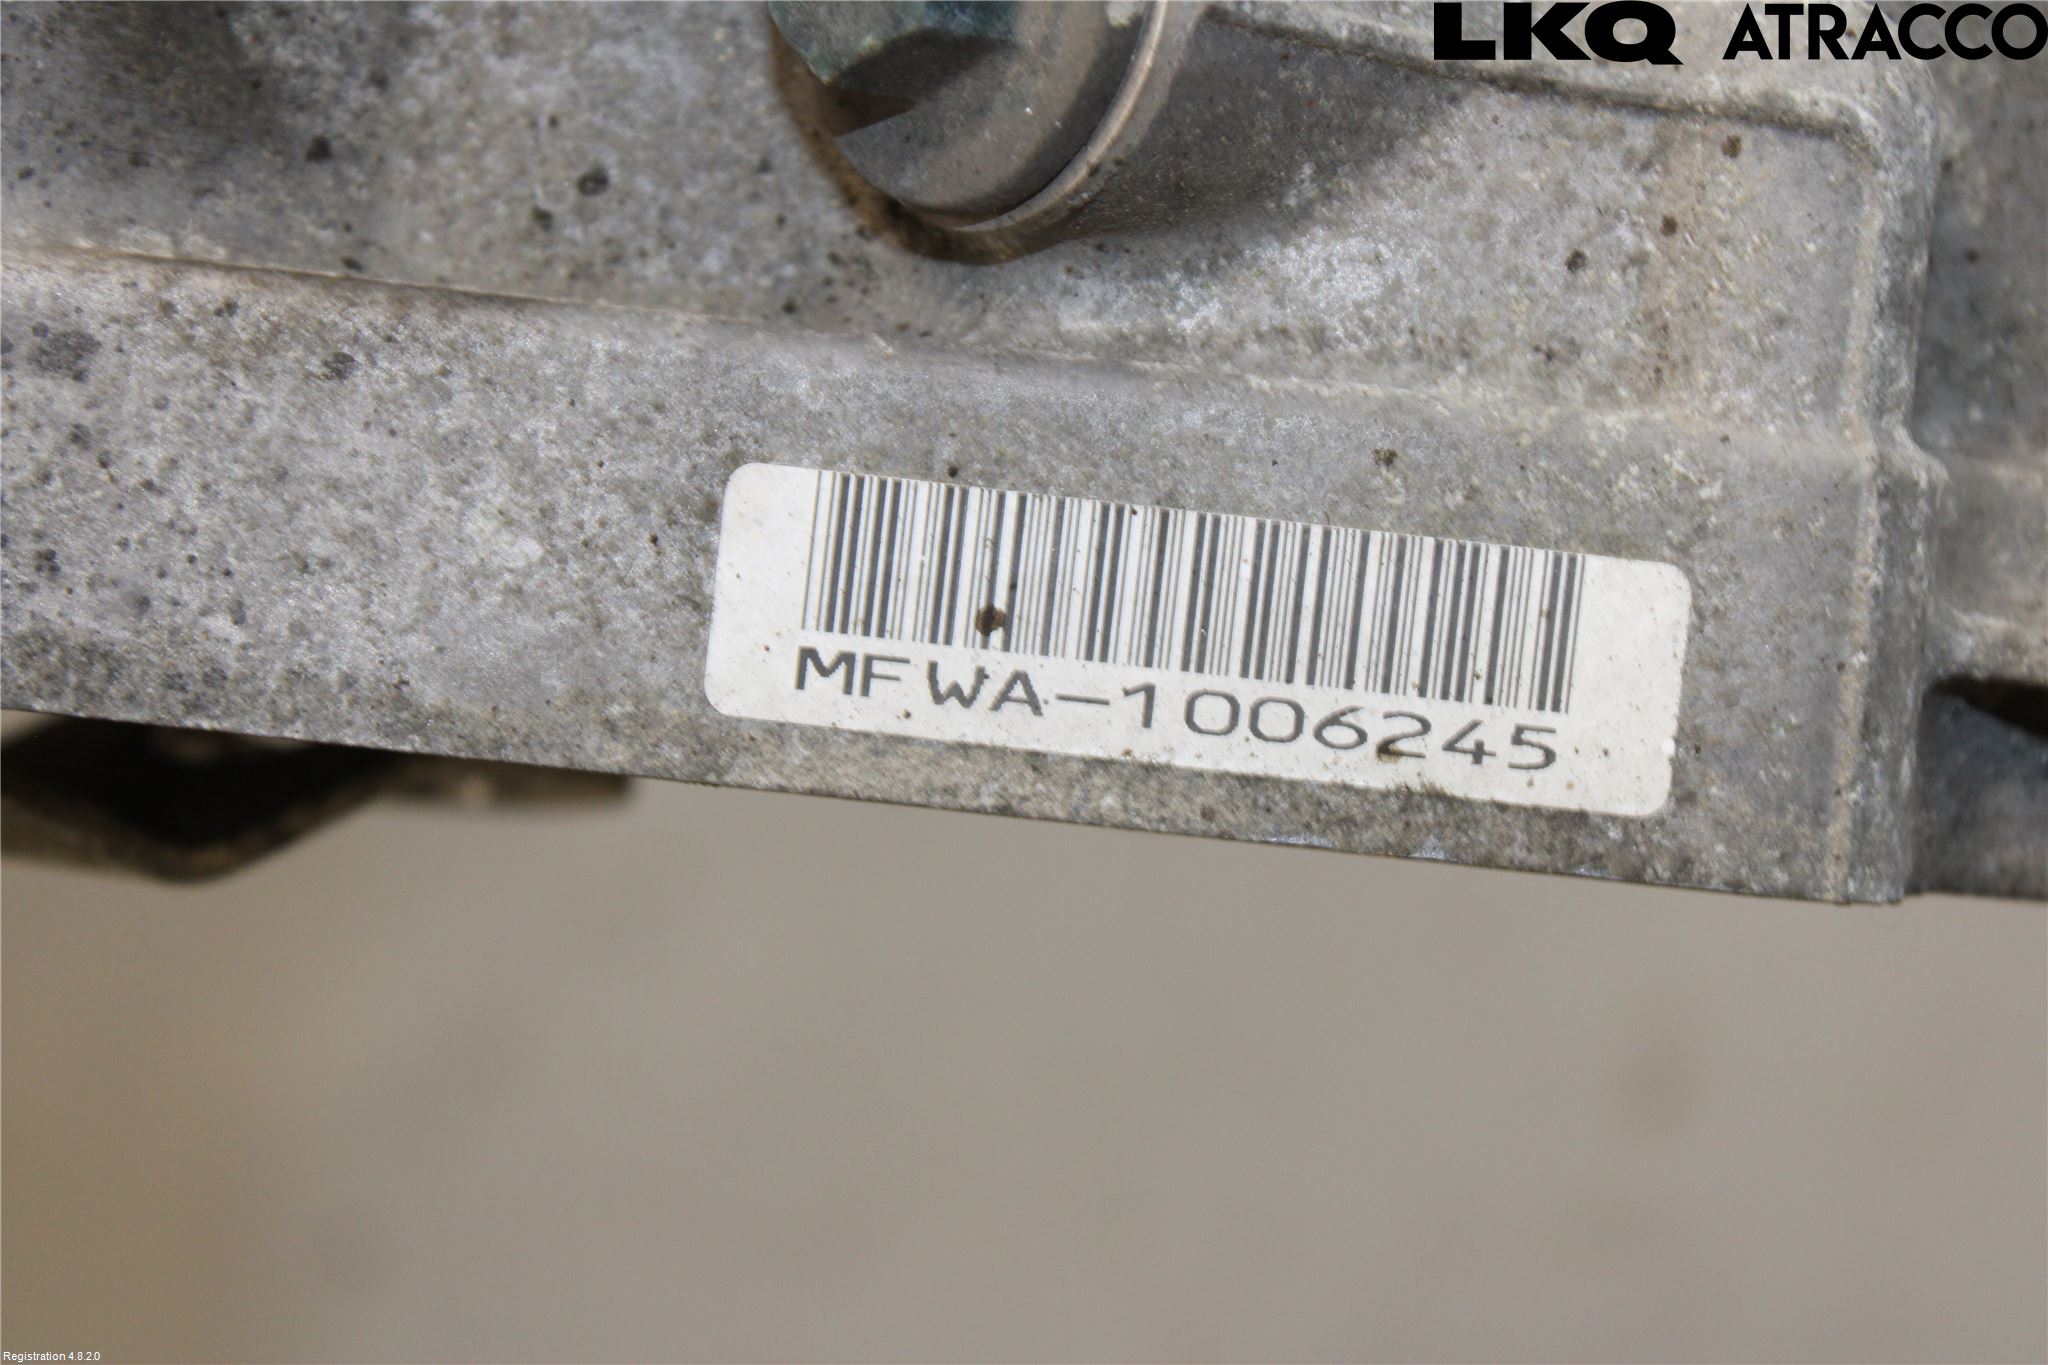 LKQ ATRACCO
MFWA-1006245
Registration 4.8.2.0